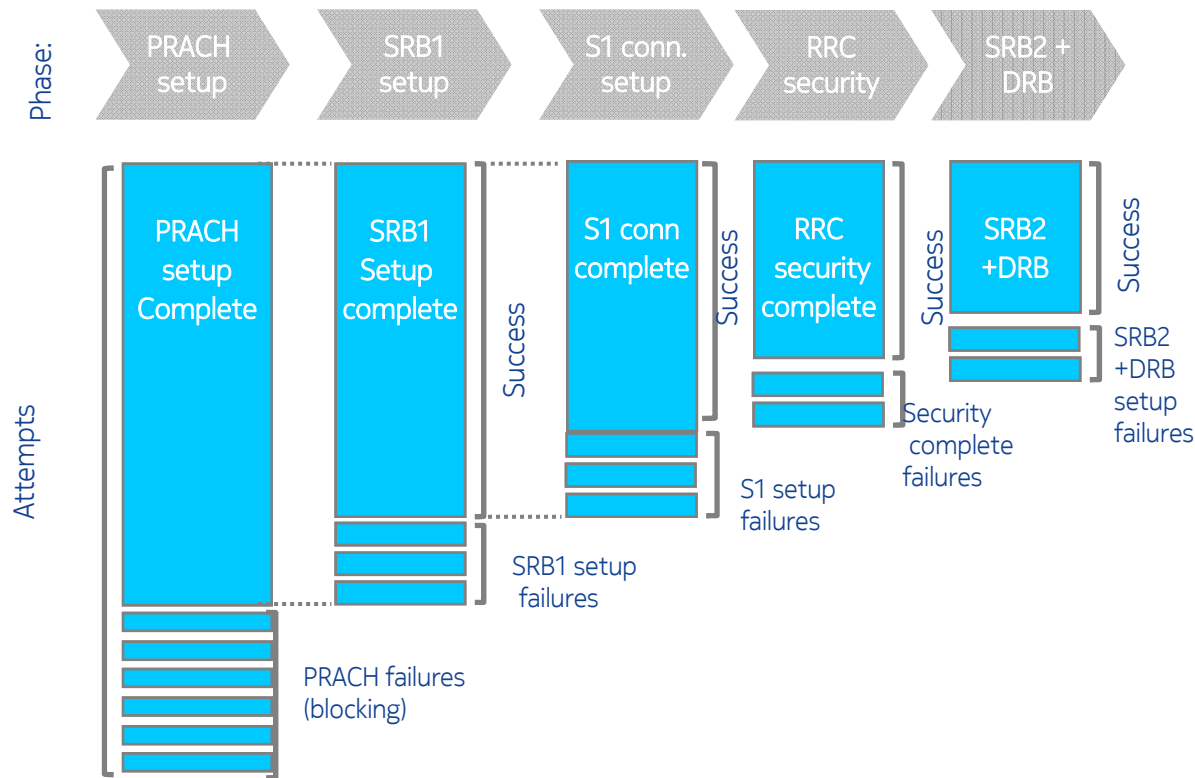 Phase:
PRACH
setup
SRB1
setup
S1 conn.
setup
RRC
security
SRB2 +
DRB
Attempts
PRACH
setup
Complete
PRACH failures
(blocking)
SRB1
Setup
complete
Success
SRB1 setup
failures
S1 conn
complete
Success
S1 setup
failures
RRC
security
complete
Success
Security
complete
failures
SRB2
+DRB
Success
SRB2
+DRB
setup
failures